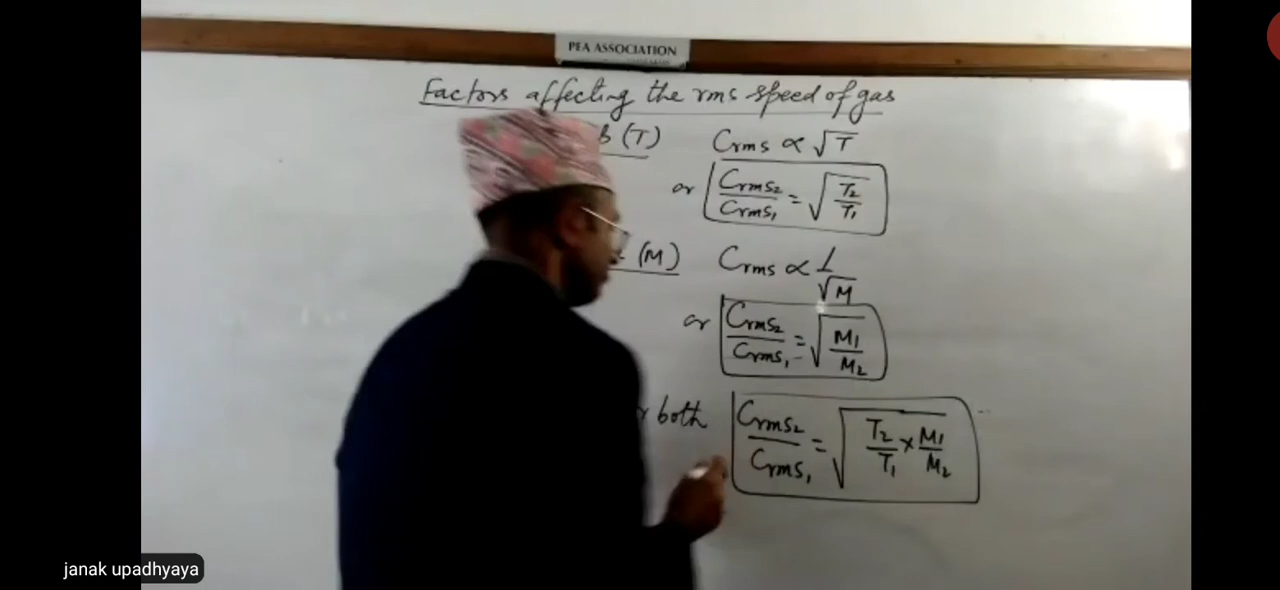 PEA ASSOCIATION
Factors affecting the rms speed of gas
(T) Crms ∝ √T
or Crms₂/Crms₁ = √(T₂/T₁)
(M) Crms ∝ 1/√M
or Crms₂/Crms₁ = √(M₁/M₂)
both Crms₂/Crms₁ = √(T₂/T₁ × M₁/M₂)
janak upadhyaya